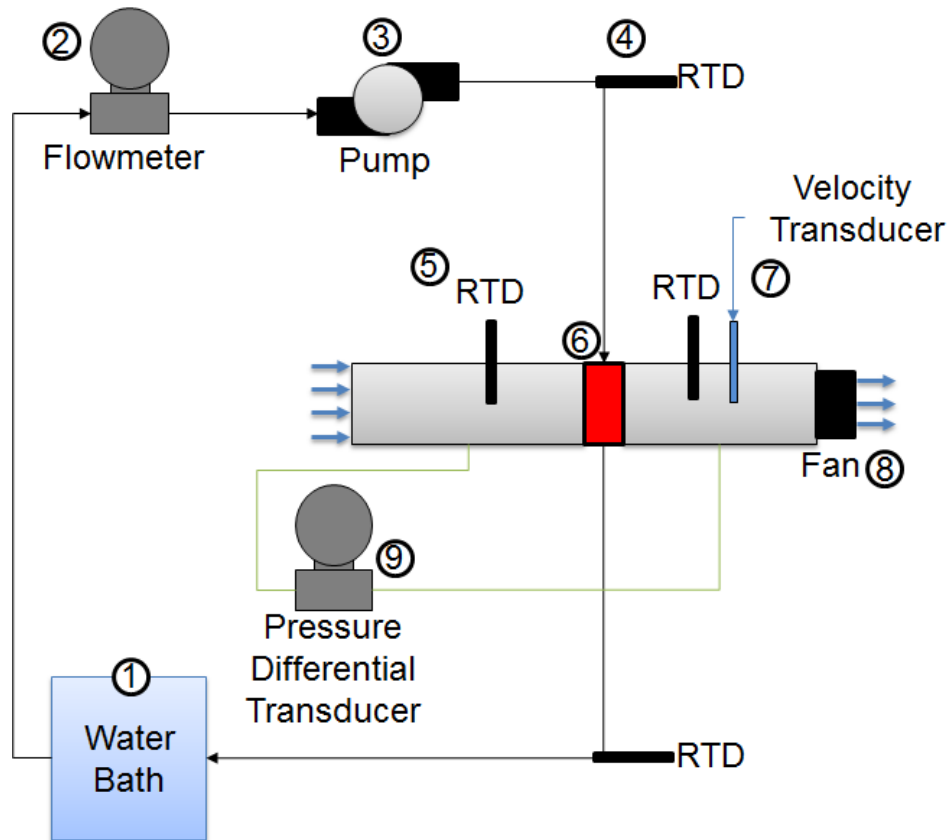 ②
③
④
RTD
Flowmeter
Pump
Velocity
Transducer
⑤
RTD
RTD
⑦
⑥
Fan
⑧
⑨
Pressure
Differential
Transducer
①
Water
Bath
RTD